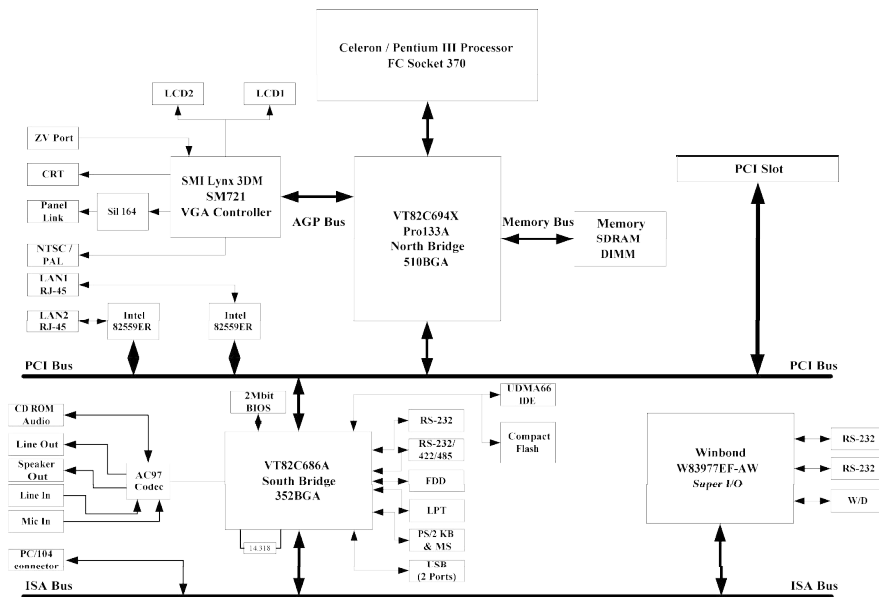 Celeron / Pentium III Processor
FC Socket 370
LCD2
LCD1
ZV Port
CRT
Panel
Link
Sil 164
NTSC /
PAL
SMI Lynx 3DM
SM721
VGA Controller
AGP Bus
VT82C694X
Pro133A
North Bridge
510BGA
Memory Bus
Memory
SDRAM
DIMM
PCI Slot
LAN1
RJ-45
LAN2
RJ-45
Intel
82559ER
Intel
82559ER
PCI Bus
PCI Bus
2Mbit
BIOS
UDMA66
IDE
CD ROM
Audio
Line Out
Speaker
Out
Line In
Mic In
AC97
Codec
VT82C686A
South Bridge
352BGA
14.318
RS-232
RS-232/
422/485
FDD
LPT
PS/2 KB
& MS
USB
(2 Ports)
Compact
Flash
Winbond
W83977EF-AW
Super I/O
RS-232
RS-232
W/D
PC/104
connector
ISA Bus
ISA Bus